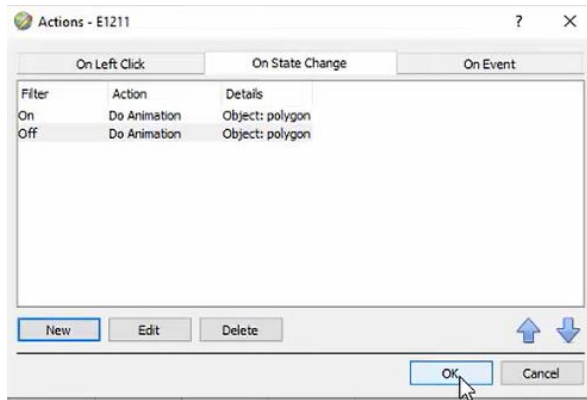 Actions - E1211
? X
On Left Click On State Change On Event
Filter Action Details
On Do Animation Object: polygon
Off Do Animation Object: polygon
New Edit Delete
OK Cancel